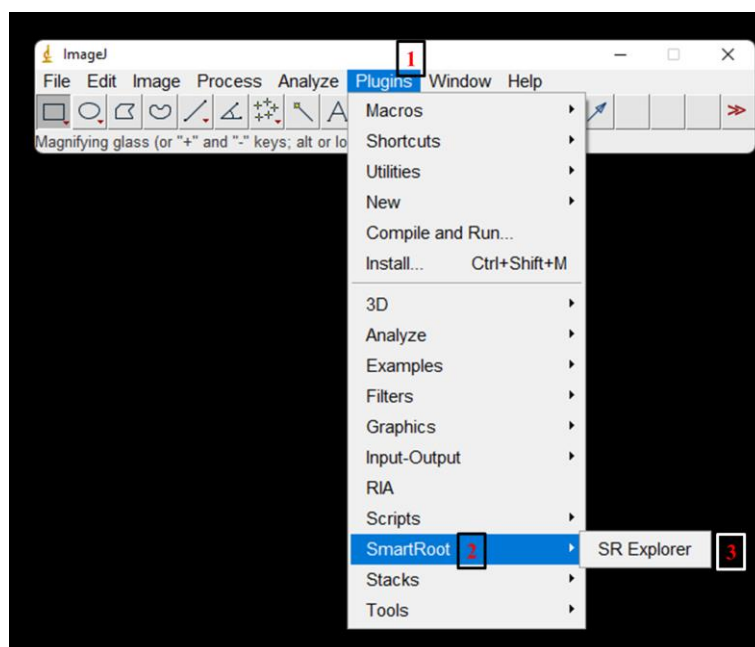 ImageJ
1
File Edit Image Process Analyze Plugins Window Help
A
Magnifying glass (or "+" and "-" keys; alt or lo
Macros
Shortcuts
Utilities
New
Compile and Run...
Install... Ctrl+Shift+M
3D
Analyze
Examples
Filters
Graphics
Input-Output
RIA
Scripts
SmartRoot 2 SR Explorer 3
Stacks
Tools